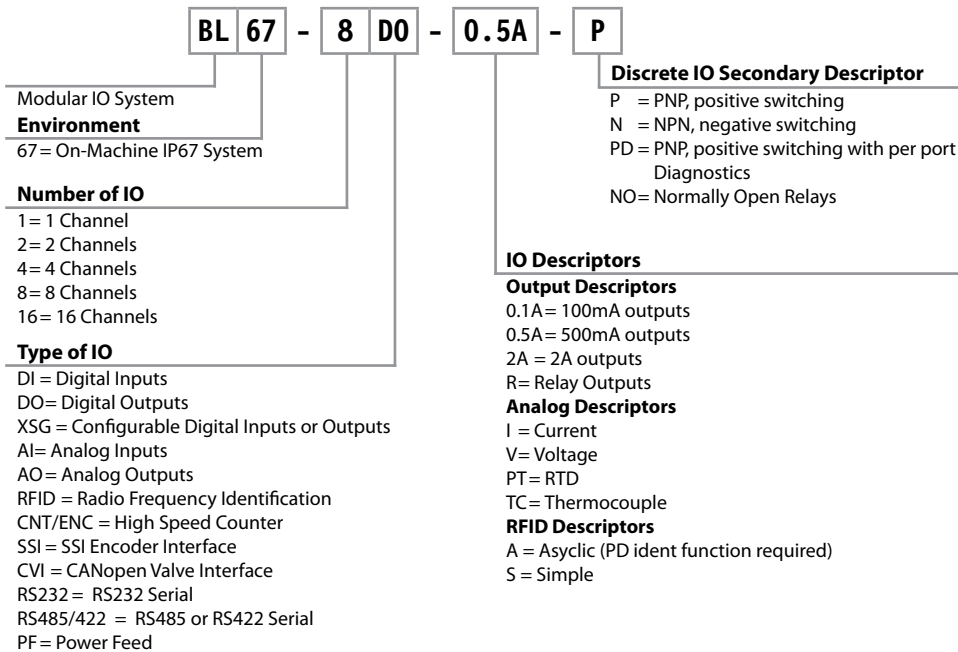 BL 67 - 8 DO - 0.5A - P
Modular IO System
Environment
67 = On-Machine IP67 System
Number of IO
1 = 1 Channel
2 = 2 Channels
4 = 4 Channels
8 = 8 Channels
16 = 16 Channels
Type of IO
DI = Digital Inputs
DO = Digital Outputs
XSG = Configurable Digital Inputs or Outputs
AI = Analog Inputs
AO = Analog Outputs
RFID = Radio Frequency Identification
CNT/ENC = High Speed Counter
SSI = SSI Encoder Interface
CVI = CANopen Valve Interface
RS232 = RS232 Serial
RS485/422 = RS485 or RS422 Serial
PF = Power Feed
Discrete IO Secondary Descriptor
P = PNP, positive switching
N = NPN, negative switching
PD = PNP, positive switching with per port
Diagnostics
NO = Normally Open Relays
IO Descriptors
Output Descriptors
0.1A = 100mA outputs
0.5A = 500mA outputs
2A = 2A outputs
R = Relay Outputs
Analog Descriptors
I = Current
V = Voltage
PT = RTD
TC = Thermocouple
RFID Descriptors
A = Asyclic (PD ident function required)
S = Simple